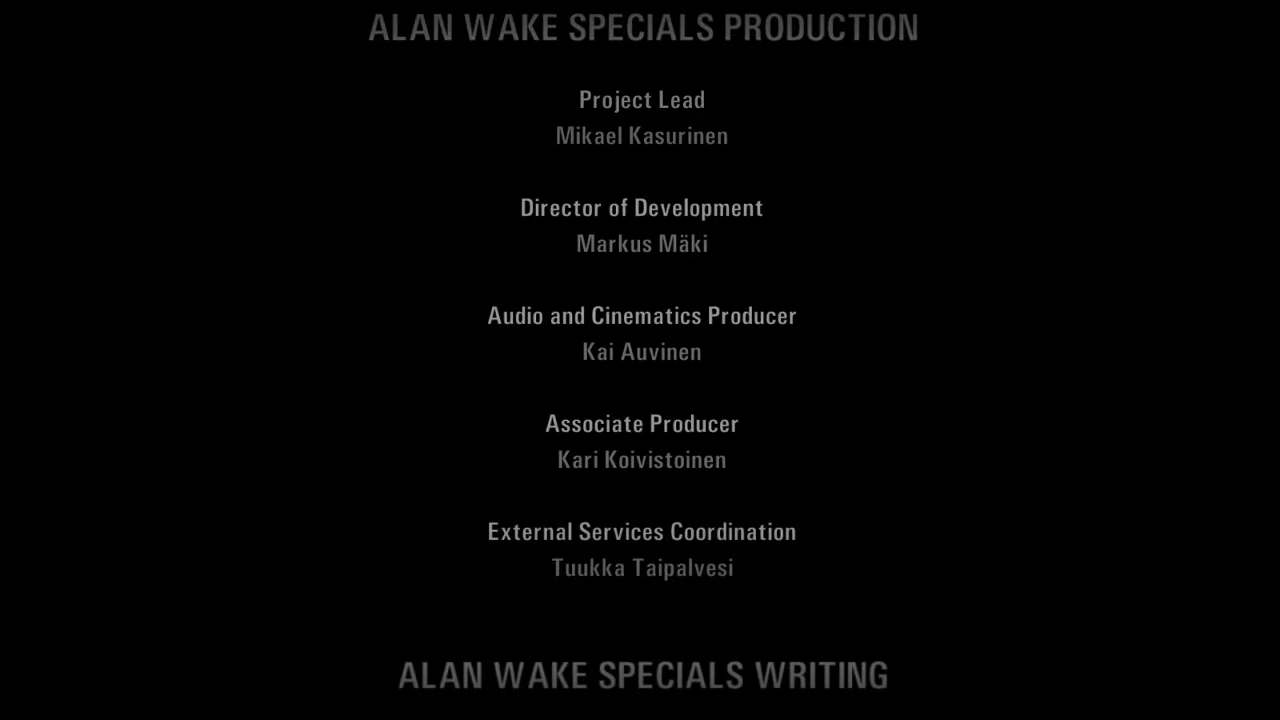 ALAN WAKE SPECIALS PRODUCTION
Project Lead
Mikael Kasurinen
Director of Development
Markus Mäki
Audio and Cinematics Producer
Kai Auvinen
Associate Producer
Kari Koivistoinen
External Services Coordination
Tuukka Taipalvesi
ALAN WAKE SPECIALS WRITING